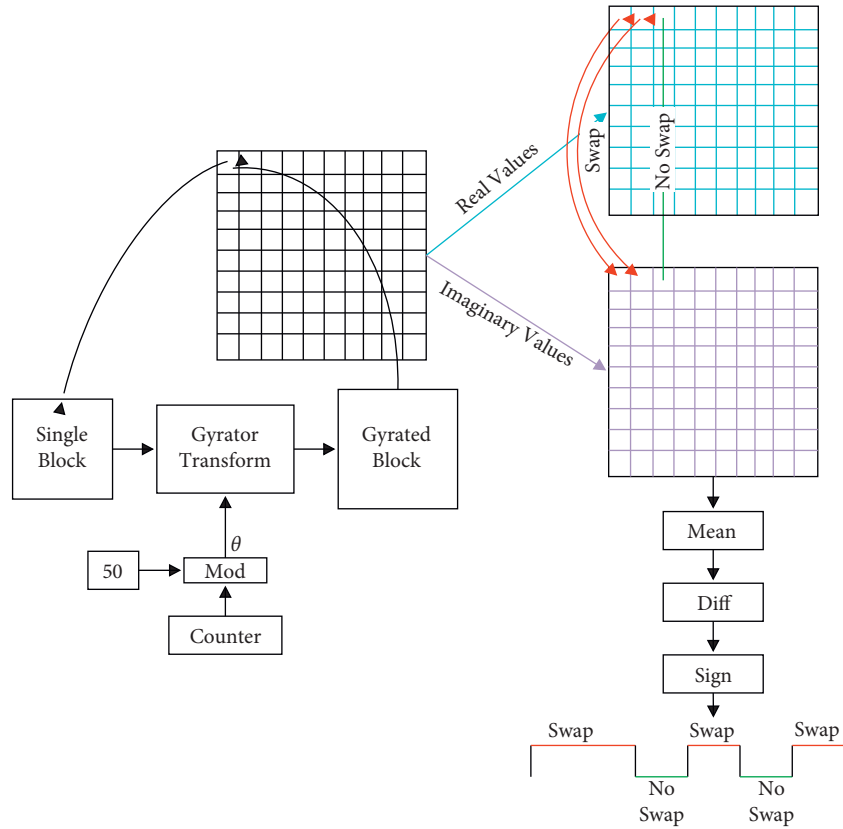 Swap
No Swap
Real Values
Imaginary Values
Single
Block
Gyrator
Transform
Gyrated
Block
θ
50
Mod
Counter
Mean
Diff
Sign
Swap
Swap
Swap
No
Swap
No
Swap